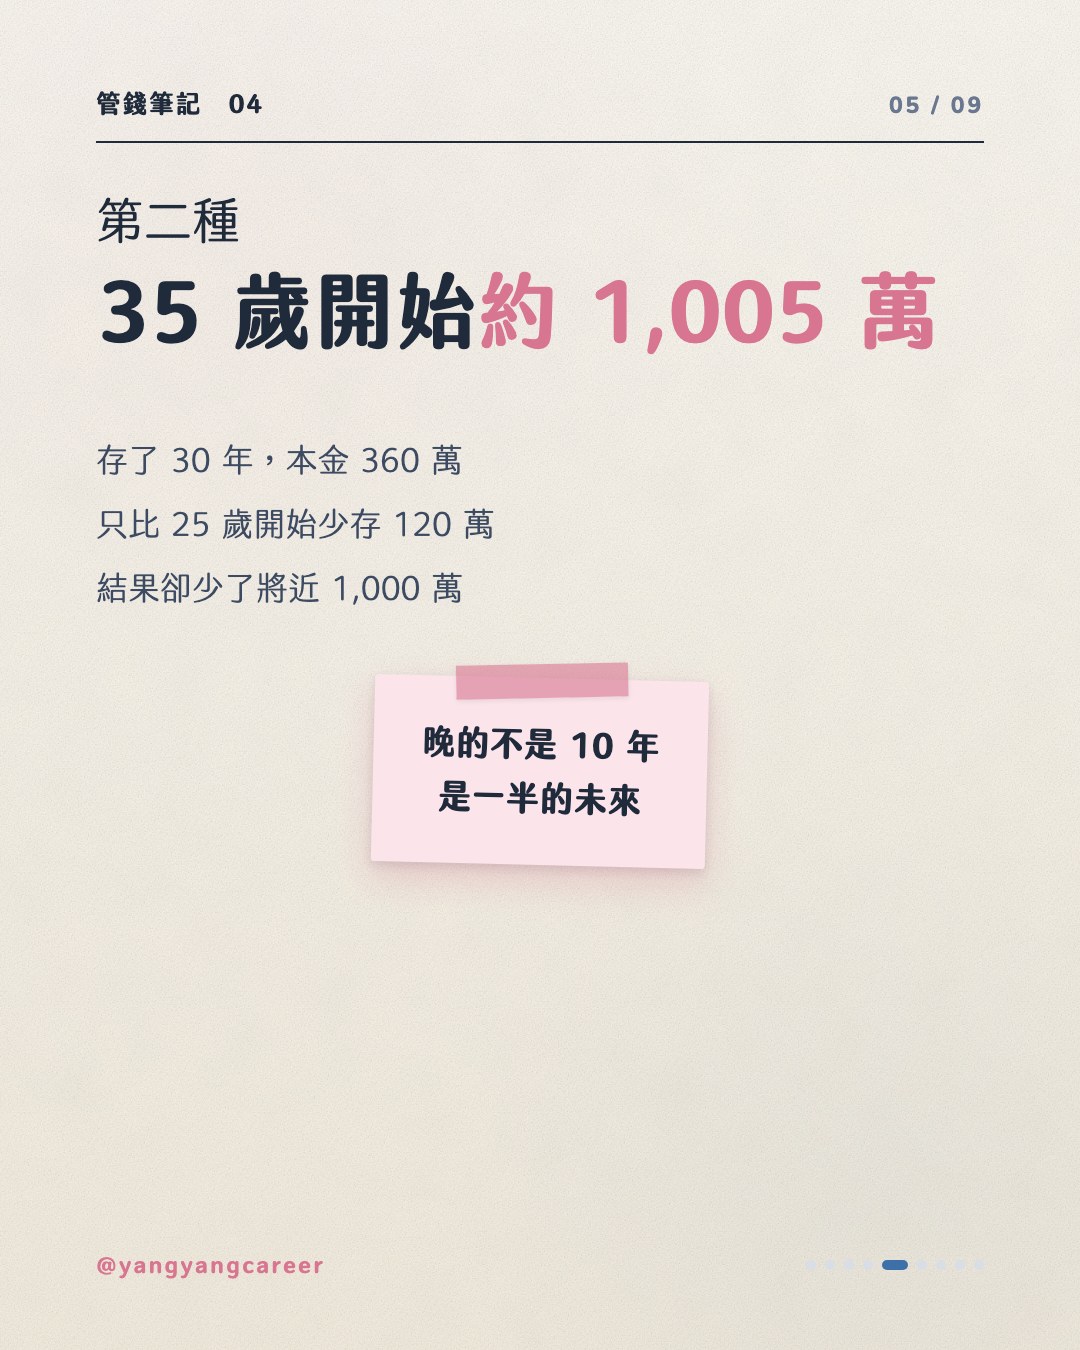 管錢筆記 04
05 / 09
第二種
35 歲開始約 1,005 萬
存了 30 年，本金 360 萬
只比 25 歲開始少存 120 萬
結果卻少了將近 1,000 萬
晚的不是 10 年
是一半的未來
@yangyangcareer